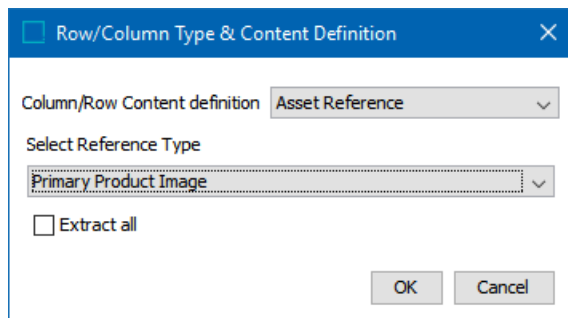 Row/Column Type & Content Definition
Column/Row Content definition Asset Reference
Select Reference Type
Primary Product Image
Extract all
OK Cancel